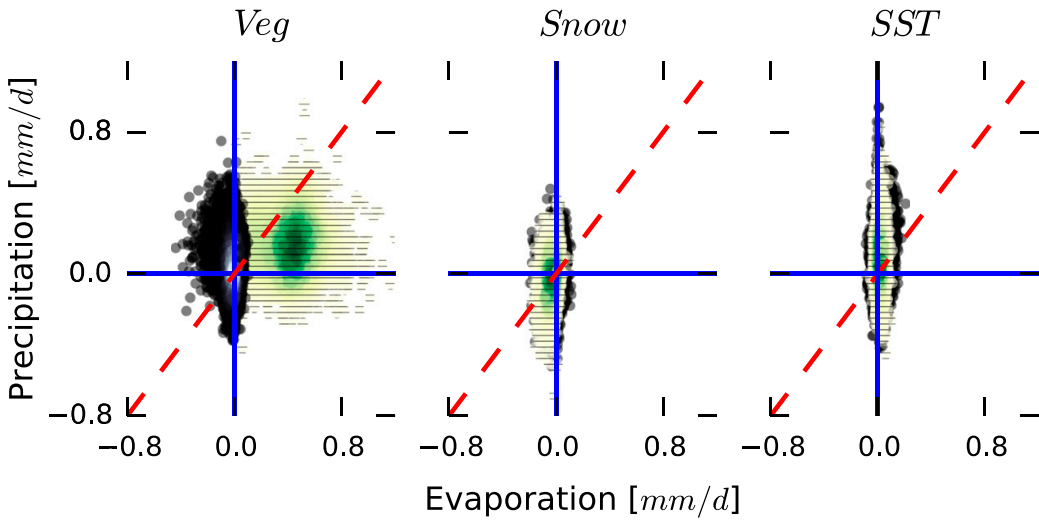 Veg Snow SST
Precipitation [mm/d]
0.8
0.0
−0.8
−0.8 0.0 0.8 −0.8 0.0 0.8 −0.8 0.0 0.8
Evaporation [mm/d]